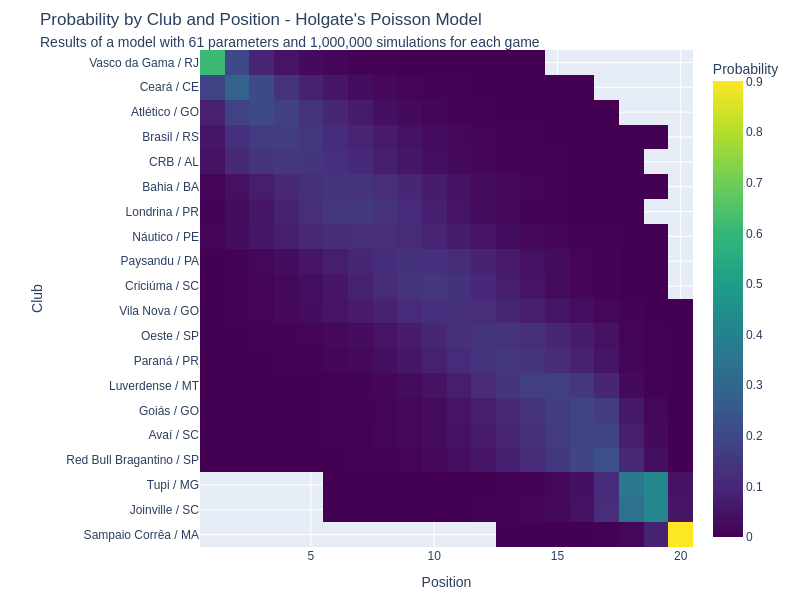 Probability by Club and Position - Holgate's Poisson Model
Results of a model with 61 parameters and 1,000,000 simulations for each game
Probability
Vasco da Gama / RJ
Ceará / CE
Atlético / GO
Brasil / RS
CRB / AL
Bahia / BA
Londrina / PR
Náutico / PE
Paysandu / PA
Criciúma / SC
Vila Nova / GO
Oeste / SP
Paraná / PR
Luverdense / MT
Goiás / GO
Avaí / SC
Red Bull Bragantino / SP
Tupi / MG
Joinville / SC
Sampaio Corrêa / MA
Club
5
10
15
20
Position
0.9
0.8
0.7
0.6
0.5
0.4
0.3
0.2
0.1
0